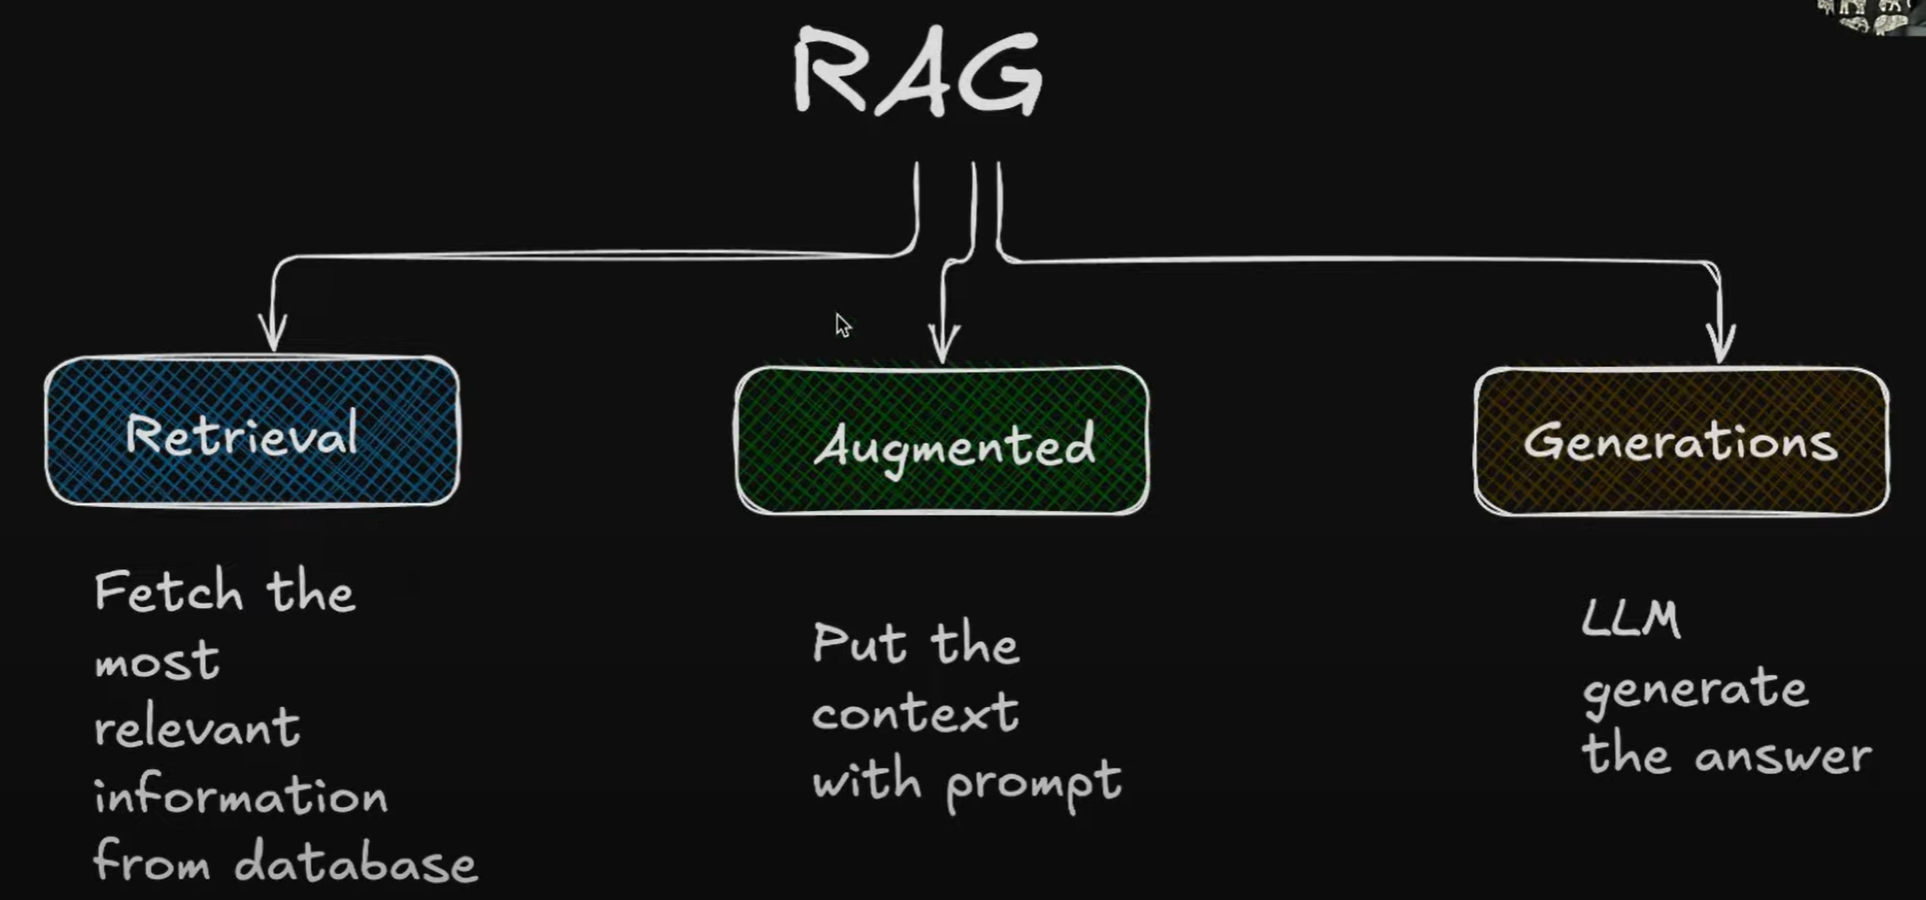 RAG
Retrieval
Augmented
Generations
Fetch the
most
relevant
information
from database
Put the
context
with prompt
LLM
generate
the answer